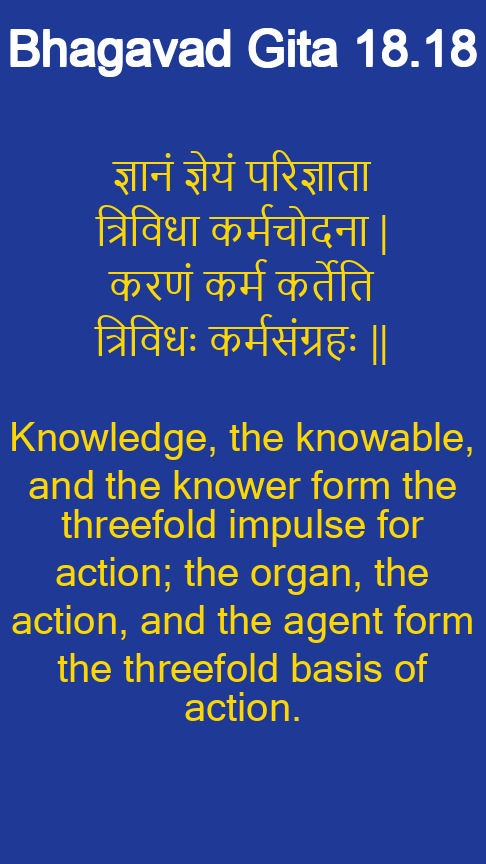 Bhagavad Gita 18.18
ज्ञानं ज्ञेयं परिज्ञाता
त्रिविधा कर्मचोदना |
करणं कर्म कर्तेति
त्रिविधः कर्मसंग्रहः ||
Knowledge, the knowable,
and the knower form the
threefold impulse for
action; the organ, the
action, and the agent form
the threefold basis of
action.